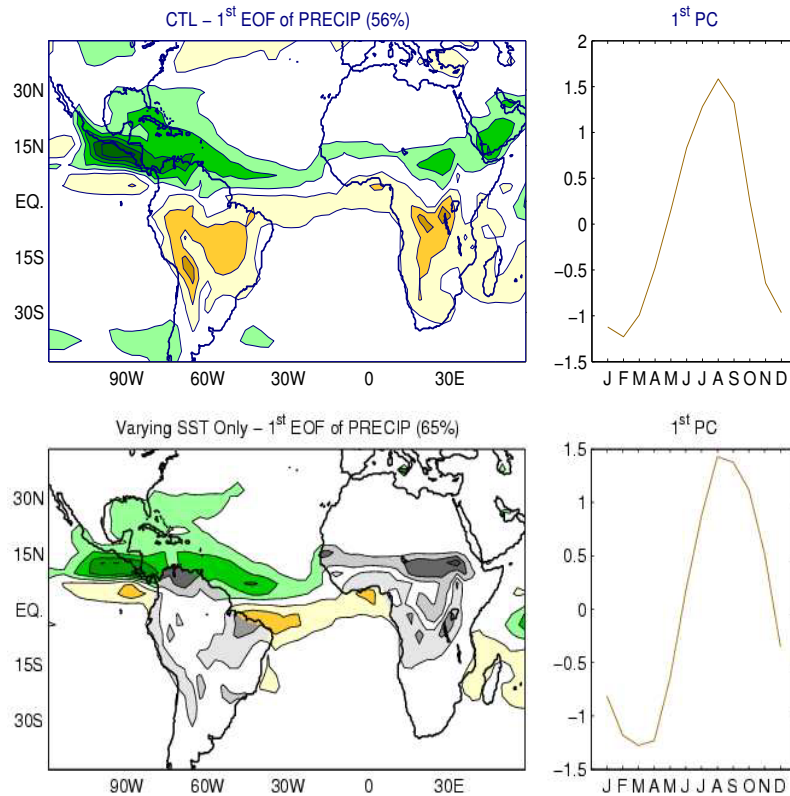 CTL – 1st EOF of PRECIP (56%)
30N
15N
EQ.
15S
30S
90W 60W 30W 0 30E
1st PC
2
1.5
1
0.5
0
−0.5
−1
−1.5
J F M A M J J A S O N D
Varying SST Only – 1st EOF of PRECIP (65%)
30N
15N
EQ.
15S
30S
90W 60W 30W 0 30E
1st PC
1.5
1
0.5
0
−0.5
−1
−1.5
J F M A M J J A S O N D